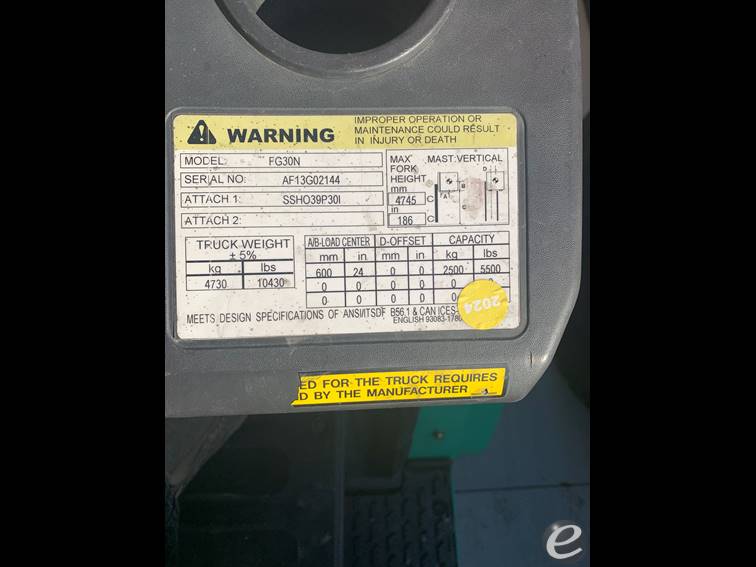 WARNING
IMPROPER OPERATION OR
MAINTENANCE COULD RESULT
IN INJURY OR DEATH
MODEL: FG30N
SERIAL NO: AF13G02144
ATTACH 1: SSHO39P30I
ATTACH 2:
MAX MAST:VERTICAL
FORK
HEIGHT
mm
4745 C
in
186 C
D
B
A
C
TRUCK WEIGHT
± 5%
kg lbs
4730 10430
A/B-LOAD CENTER D-OFFSET CAPACITY
mm in mm in kg lbs
600 24 0 0 2500 5500
0 0 0 0 0 0
0 0 0 0 0
2024
MEETS DESIGN SPECIFICATIONS OF ANSI/ITSDF B56.1 & CAN ICES-
ENGLISH 93083-178
ED FOR THE TRUCK REQUIRES
D BY THE MANUFACTURER
e